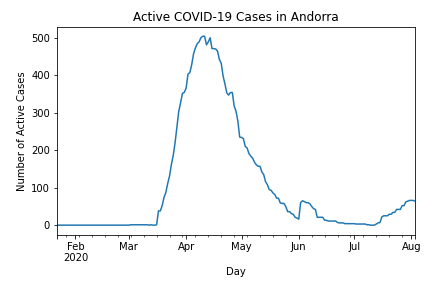 Active COVID-19 Cases in Andorra
Number of Active Cases
500
400
300
200
100
0
Feb Mar Apr May Jun Jul Aug
2020
Day